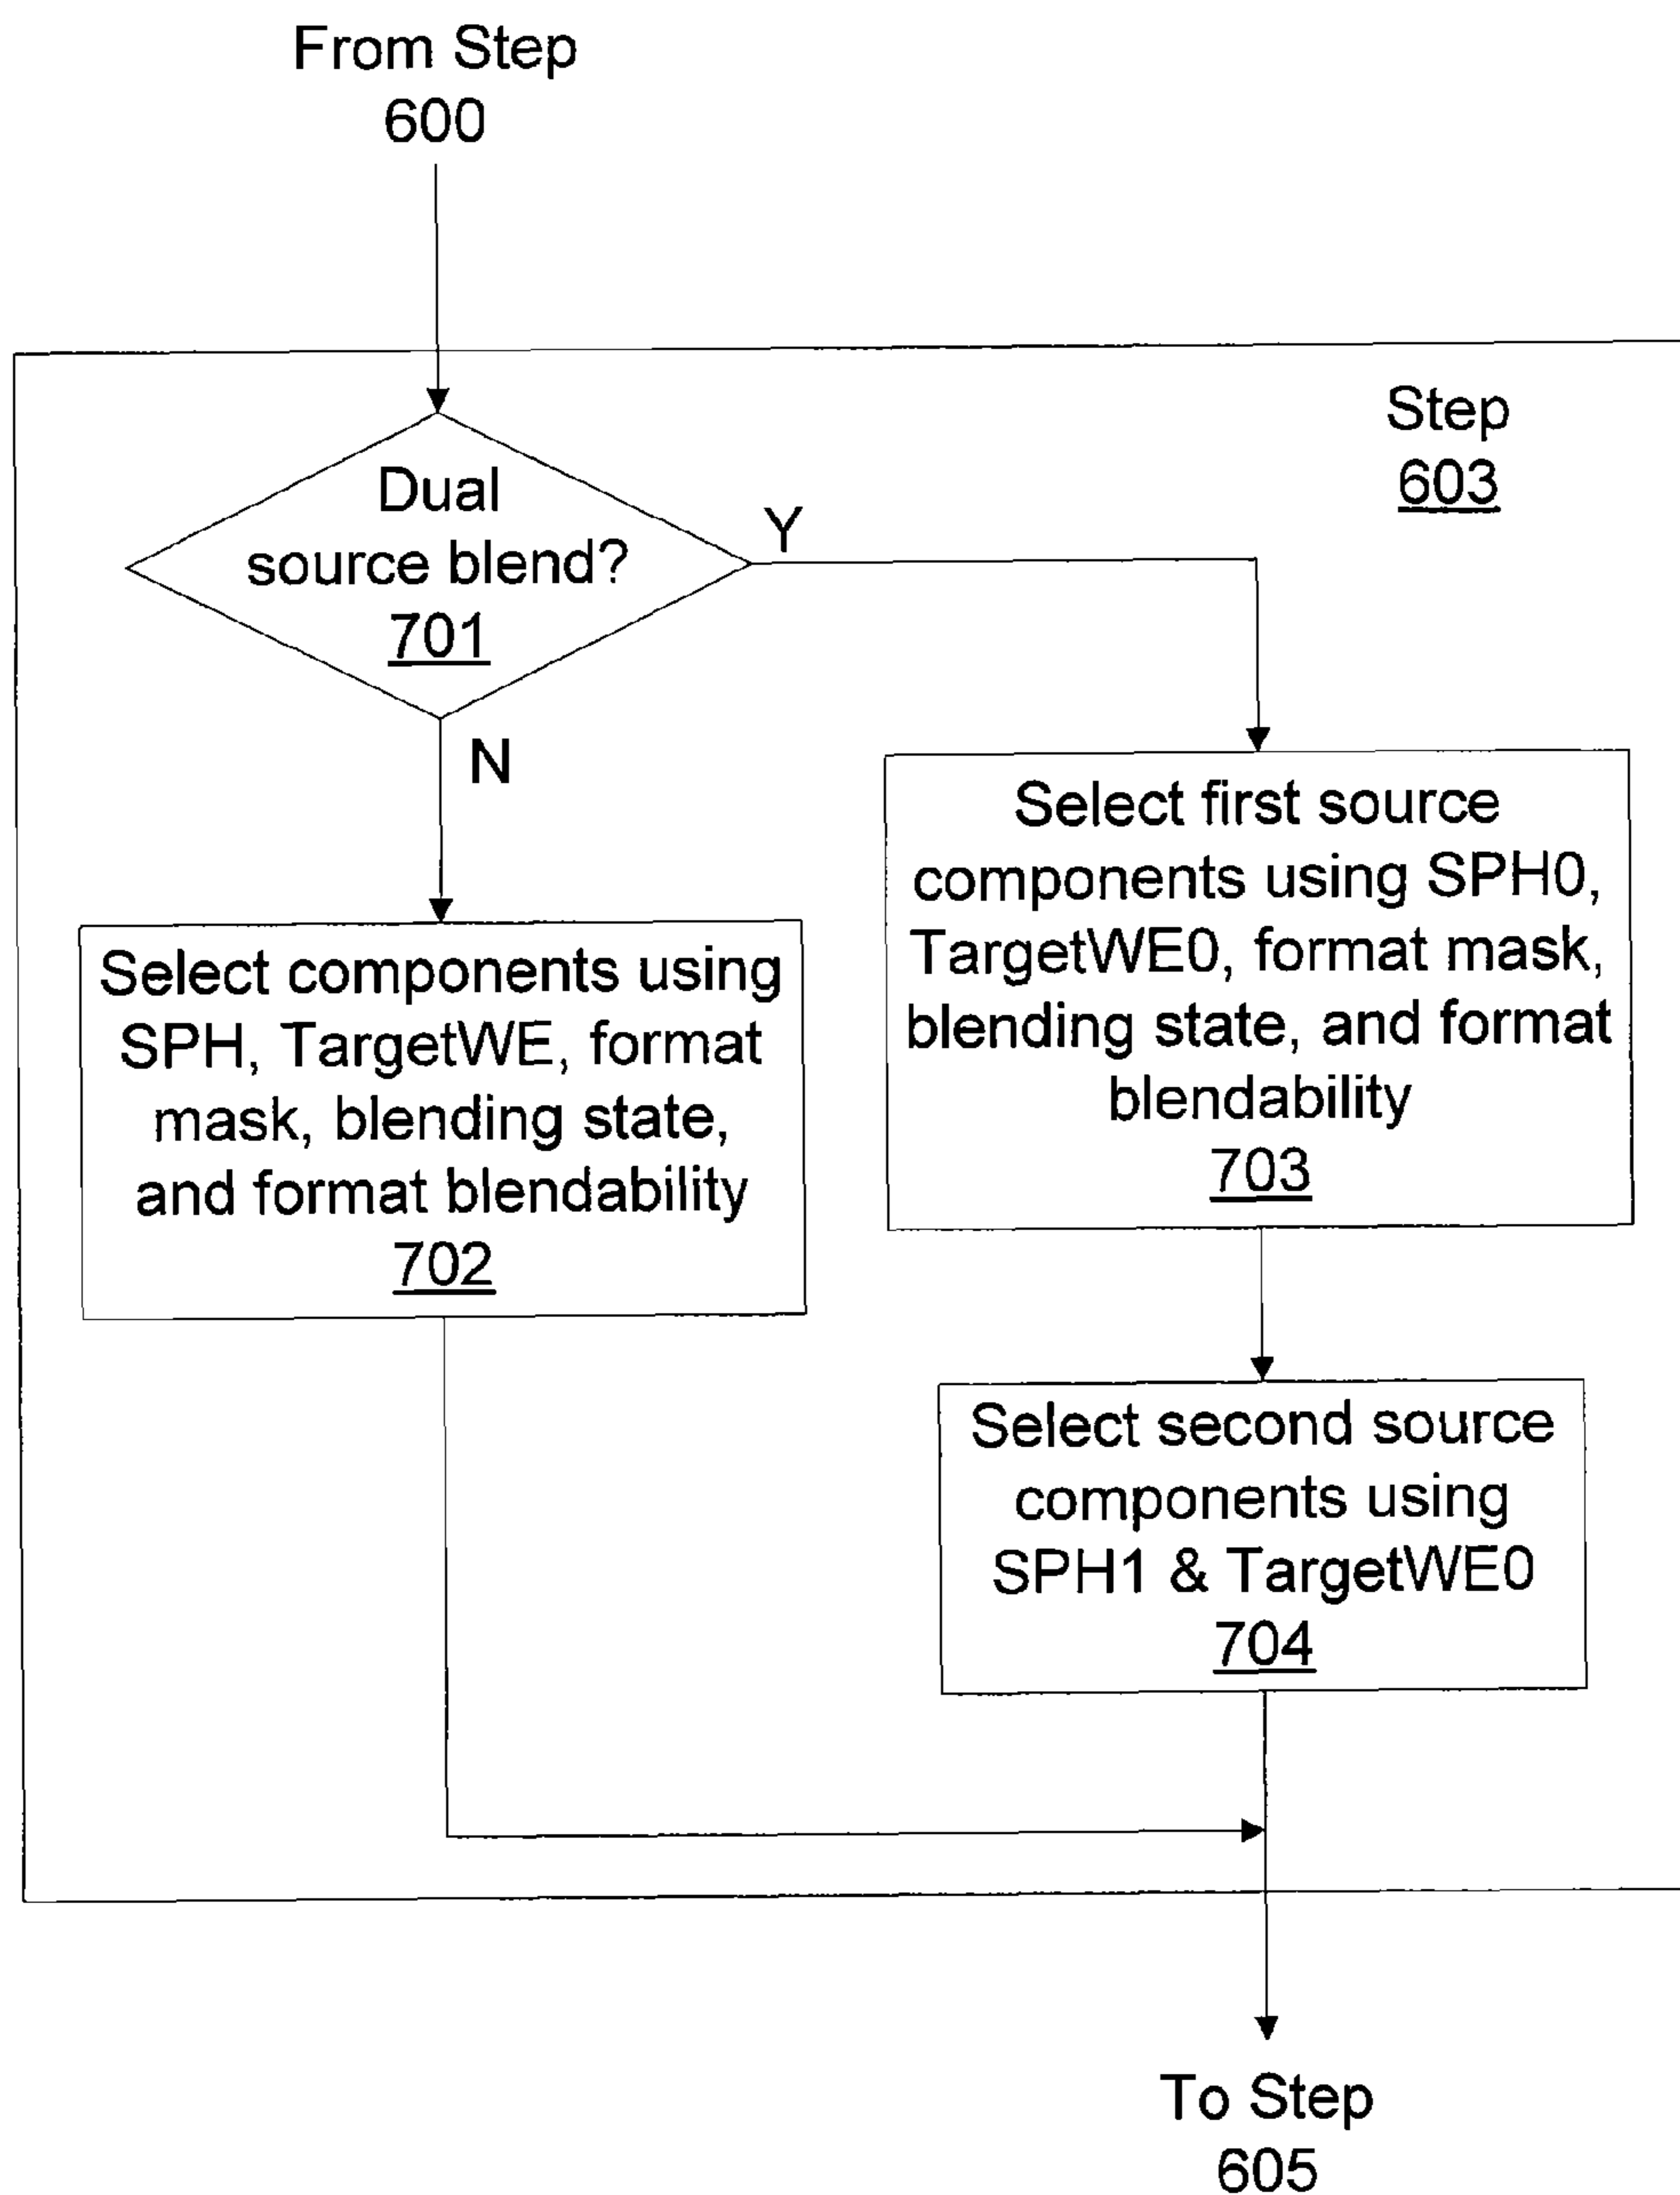 From Step
600
Step
603
Dual
source blend?
701
Y
N
Select first source
components using SPH0,
TargetWE0, format mask,
blending state, and format
blendability
703
Select components using
SPH, TargetWE, format
mask, blending state,
and format blendability
702
Select second source
components using
SPH1 & TargetWE0
704
To Step
605